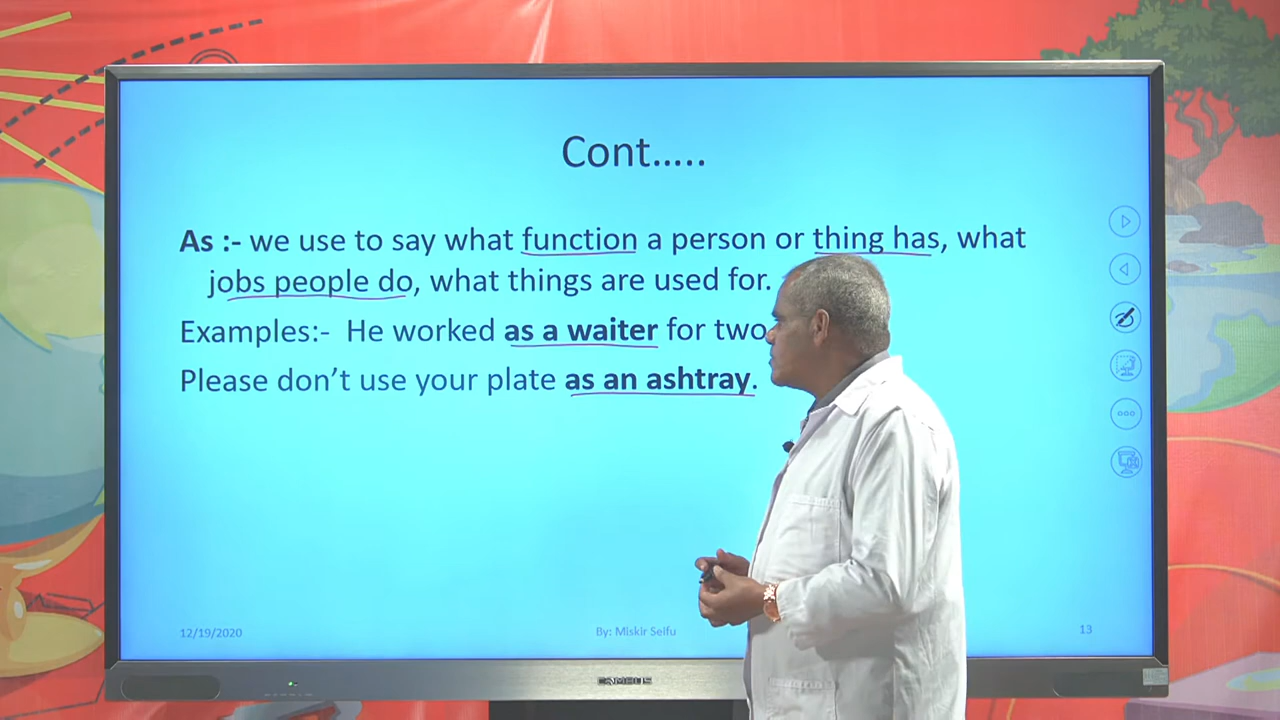 Cont.....
As :- we use to say what function a person or thing has, what
jobs people do, what things are used for.
Examples:- He worked as a waiter for two
Please don't use your plate as an ashtray.
12/19/2020
By: Miskir Seifu
13